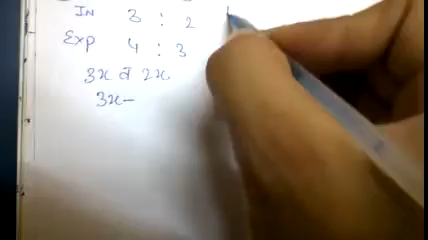 IN 3 : 2
Exp 4 : 3
3x व 2x
3x-